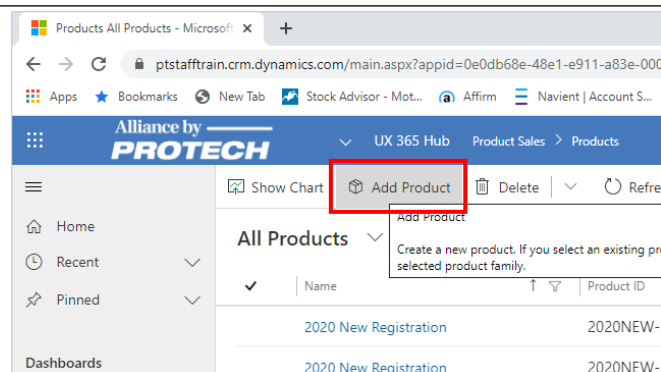 Products All Products - Microsoft
ptstafftrain.crm.dynamics.com/main.aspx?appid=0e0db68e-48e1-e911-a83e-000
Apps Bookmarks New Tab Stock Advisor - Mot... Affirm Navient | Account S...
Alliance by
PROTECH
UX 365 Hub Product Sales > Products
Show Chart Add Product Delete Refre
Home
Add Product
All Products
Create a new product. If you select an existing pr
Recent
selected product family.
Pinned
Name Product ID
2020 New Registration 2020NEW-
Dashboards
2020 New Registration 2020NEW-